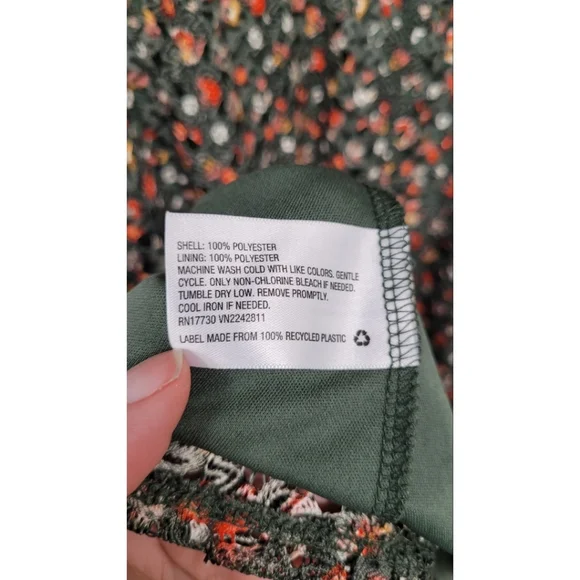 SHELL: 100% POLYESTER
LINING: 100% POLYESTER
MACHINE WASH COLD WITH LIKE COLORS. GENTLE
CYCLE. ONLY NON-CHLORINE BLEACH IF NEEDED.
TUMBLE DRY LOW. REMOVE PROMPTLY.
COOL IRON IF NEEDED.
RN17730 VN2242811
LABEL MADE FROM 100% RECYCLED PLASTIC